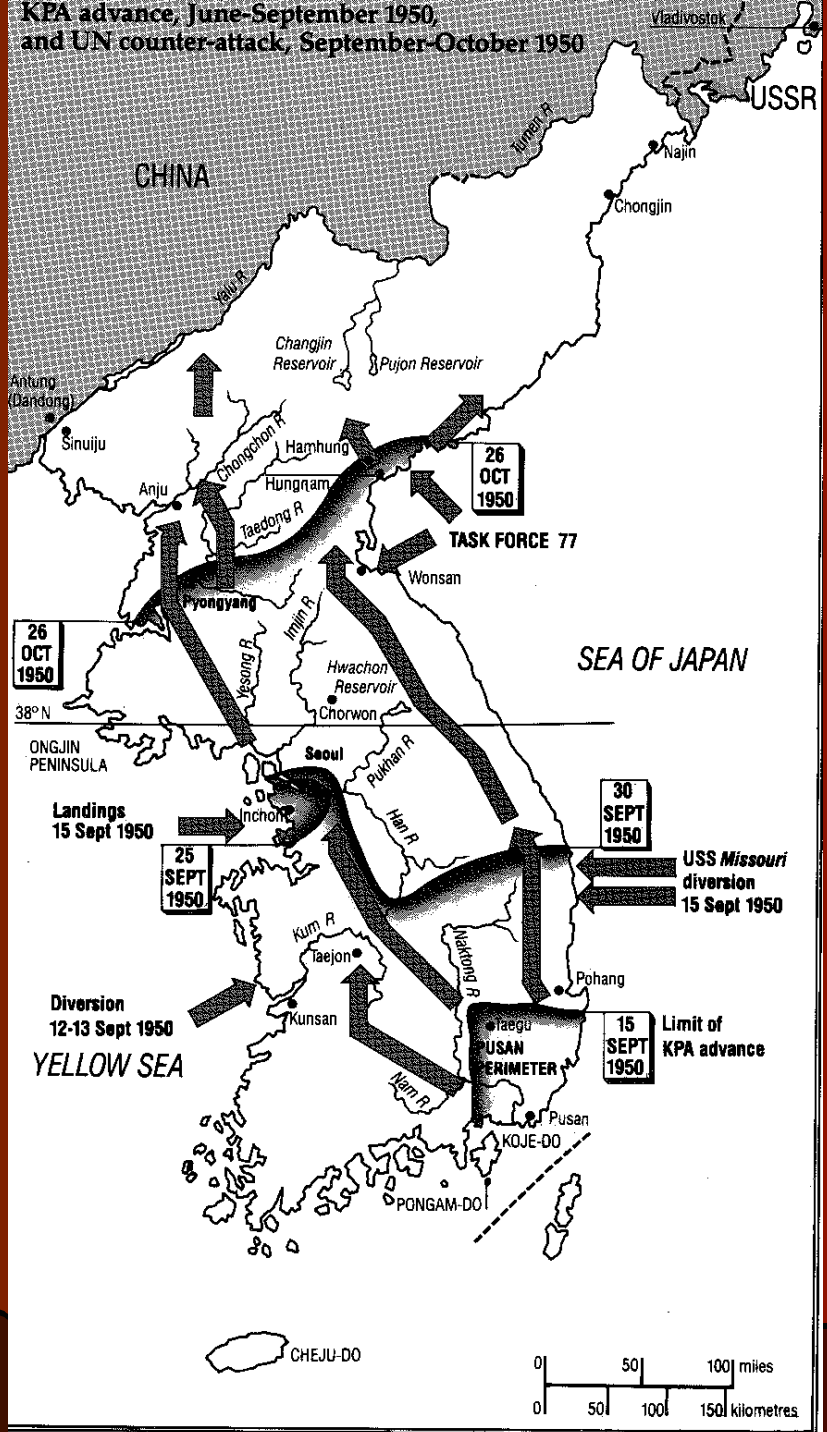 KPA advance, June-September 1950,
and UN counter-attack, September-October 1950
Vladivostok
USSR
Tumen R
Najin
CHINA
Chongjin
Yalu R
Changjin
Reservoir
Pujon Reservoir
Antung
(Dandong)
Sinuiju
Chongchon R
Hamhung
26
OCT
1950
Hungnam
Anju
Taedong R
TASK FORCE 77
Wonsan
Pyongyang
Imjin R
26
OCT
1950
Yesong R
SEA OF JAPAN
Hwachon
Reservoir
Chorwon
38° N
ONGJIN
PENINSULA
Seoul
Pukhan R
Landings
15 Sept 1950
Inchon
Han R
30
SEPT
1950
25
SEPT
1950
USS Missouri
diversion
15 Sept 1950
Kum R
Taejon
Naktong R
Pohang
Diversion
12-13 Sept 1950
Kunsan
Taegu
15
SEPT
1950
Limit of
KPA advance
PUSAN
PERIMETER
YELLOW SEA
Nam R
Pusan
KOJE-DO
PONGAM-DO
CHEJU-DO
0 50 100 miles
0 50 100 150 kilometres